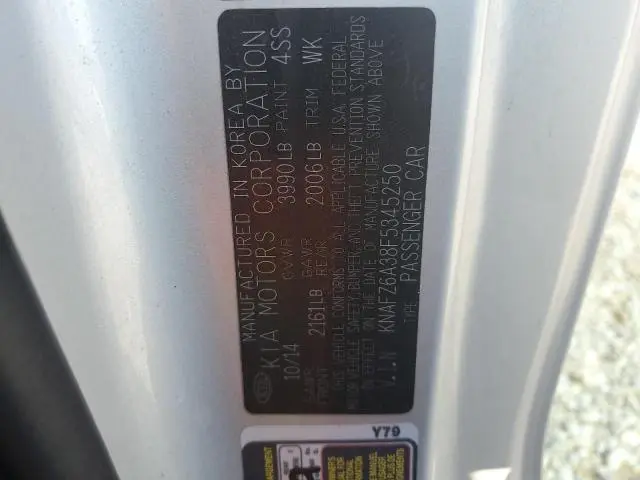 MANUFACTURED IN KOREA BY
KIA MOTORS CORPORATION
10/14 GVWR 3990LB PAINT 4SS
GAWR FRONT 2161LB GAWR REAR 2006LB TRIM WK
THIS VEHICLE CONFORMS TO ALL APPLICABLE U.S.A. FEDERAL
MOTOR VEHICLE SAFETY, BUMPER, AND THEFT PREVENTION STANDARDS
IN EFFECT ON THE DATE OF MANUFACTURE SHOWN ABOVE
V.I.N KNAFZ6A38F5345250
TYPE: PASSENGER CAR
Y79